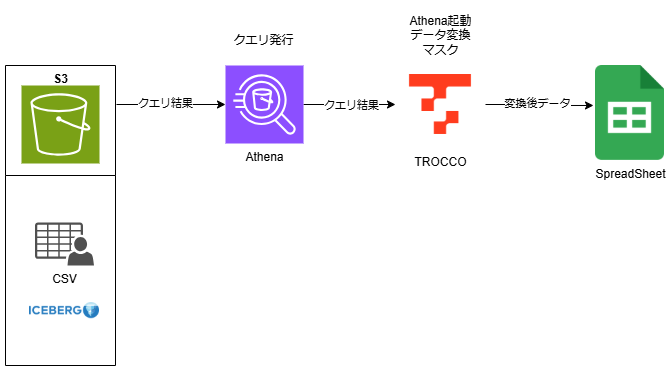 Athena起動
データ変換
マスク
クエリ発行
S3
クエリ結果
クエリ結果
変換後データ
Athena
TROCCO
SpreadSheet
CSV
ICEBERG